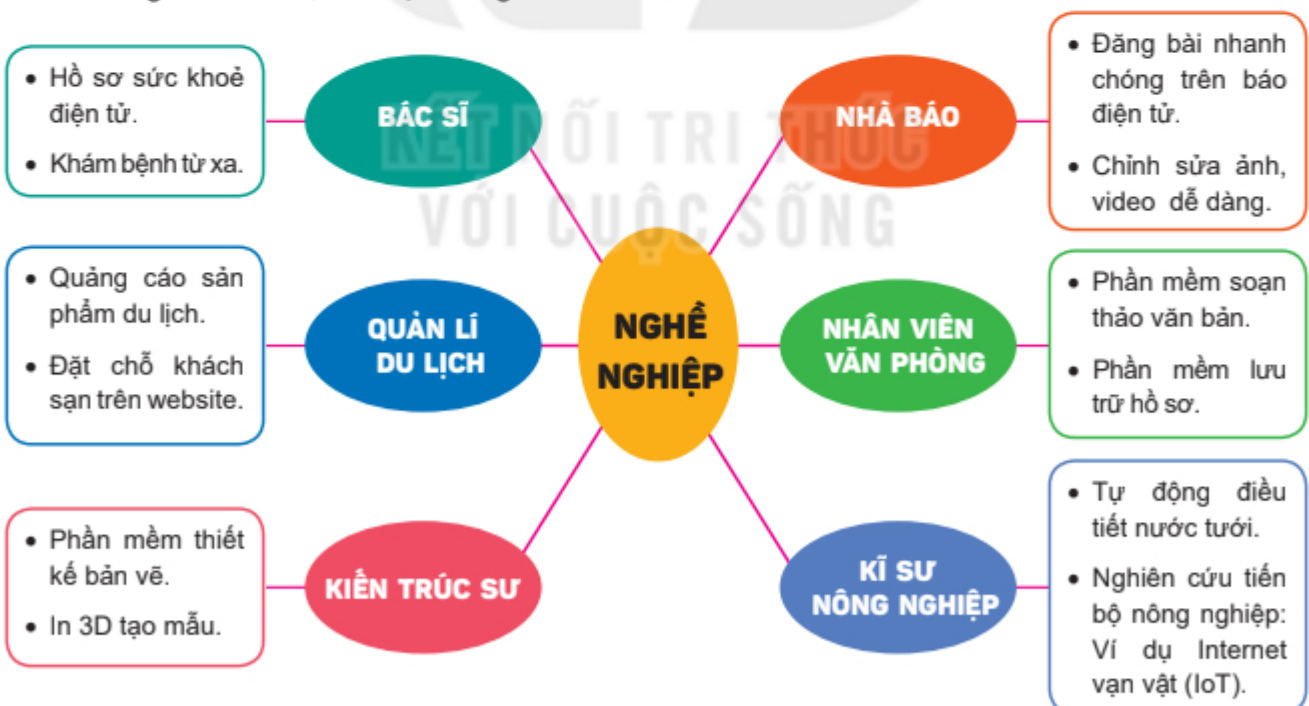 • Hồ sơ sức khoẻ
điện tử.
• Khám bệnh từ xa.
BÁC SĨ
• Quảng cáo sản
phẩm du lịch.
• Đặt chỗ khách
sạn trên website.
QUẢN LÍ
DU LỊCH
• Phần mềm thiết
kế bản vẽ.
• In 3D tạo mẫu.
KIẾN TRÚC SƯ
KẾT NỐI TRI THỨC
VỚI CUỘC SỐNG
NGHỀ
NGHIỆP
NHÀ BÁO
• Đăng bài nhanh
chóng trên báo
điện tử.
• Chỉnh sửa ảnh,
video dễ dàng.
NHÂN VIÊN
VĂN PHÒNG
• Phần mềm soạn
thảo văn bản.
• Phần mềm lưu
trữ hồ sơ.
KĨ SƯ
NÔNG NGHIỆP
• Tự động điều
tiết nước tưới.
• Nghiên cứu tiến
bộ nông nghiệp:
Ví dụ Internet
vạn vật (IoT).